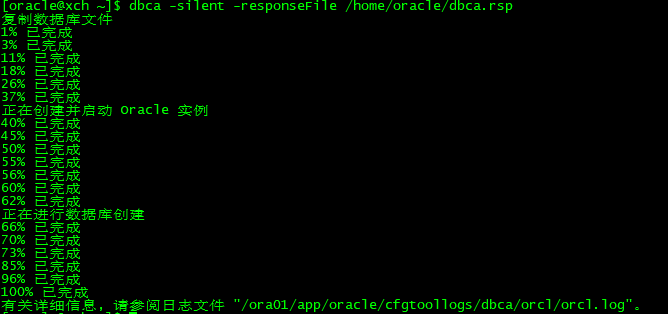 [oracle@xch ~]$ dbca -silent -responseFile /home/oracle/dbca.rsp
复制数据库文件
1% 已完成
3% 已完成
11% 已完成
18% 已完成
26% 已完成
37% 已完成
正在创建并启动 Oracle 实例
40% 已完成
45% 已完成
50% 已完成
55% 已完成
56% 已完成
60% 已完成
62% 已完成
正在进行数据库创建
66% 已完成
70% 已完成
73% 已完成
85% 已完成
96% 已完成
100% 已完成
有关详细信息, 请参阅日志文件 "/ora01/app/oracle/cfgtoollogs/dbca/orcl/orcl.log"。